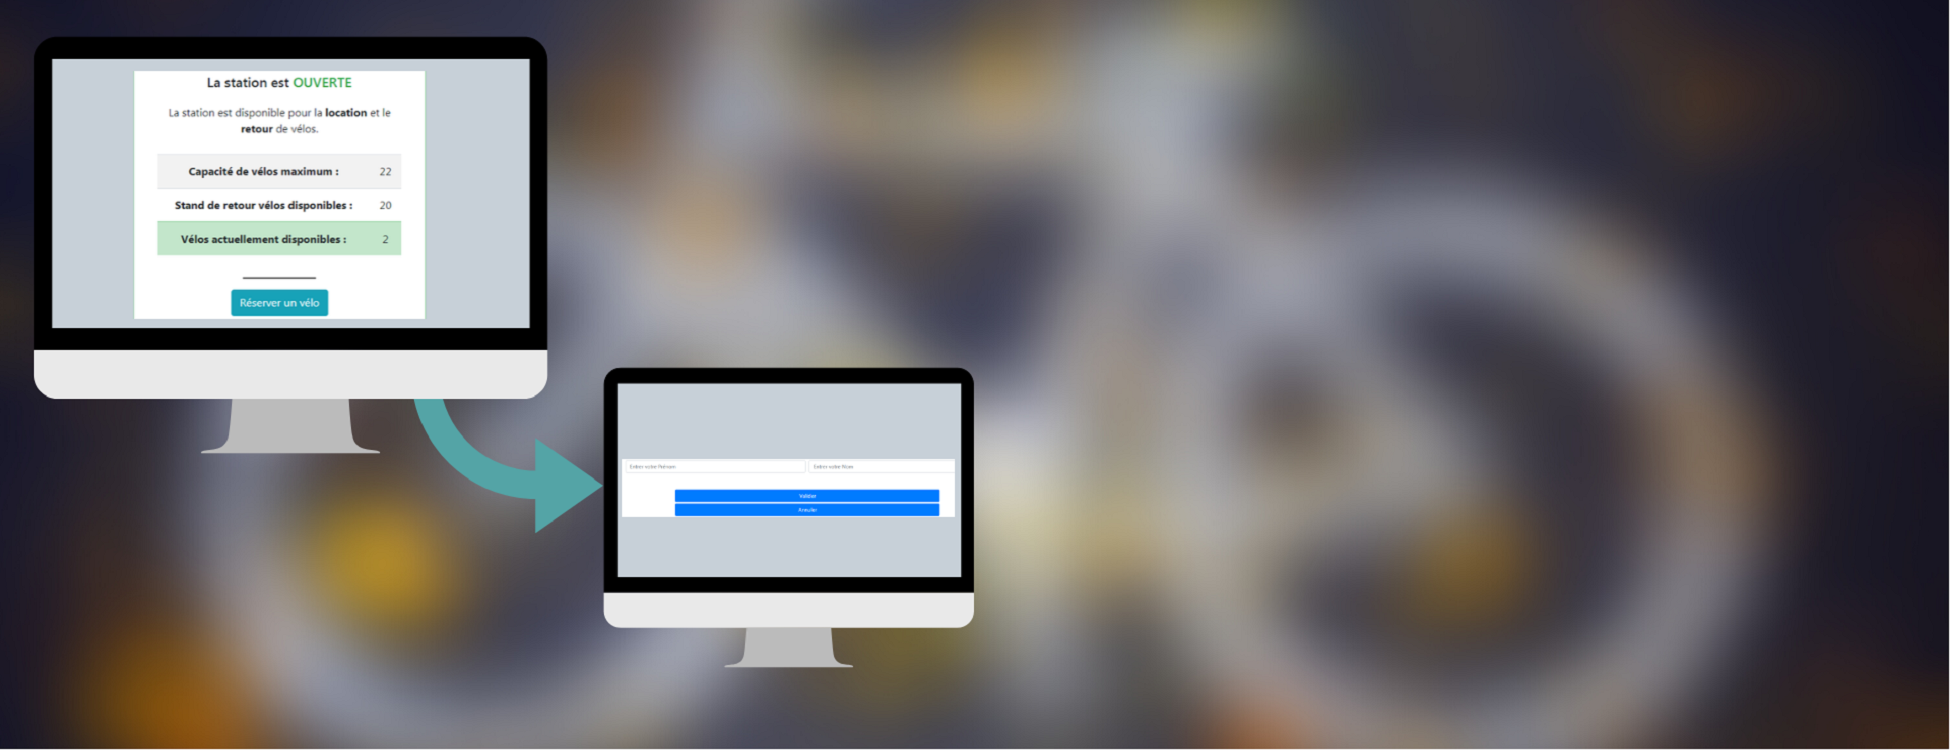 La station est OUVERTE
La station est disponible pour la location et le
retour de vélos.
Capacité de vélos maximum : 22
Stand de retour vélos disponibles : 20
Vélos actuellement disponibles : 2
Réserver un vélo
Entrer votre Prénom Entrer votre Nom
Valider
Annuler